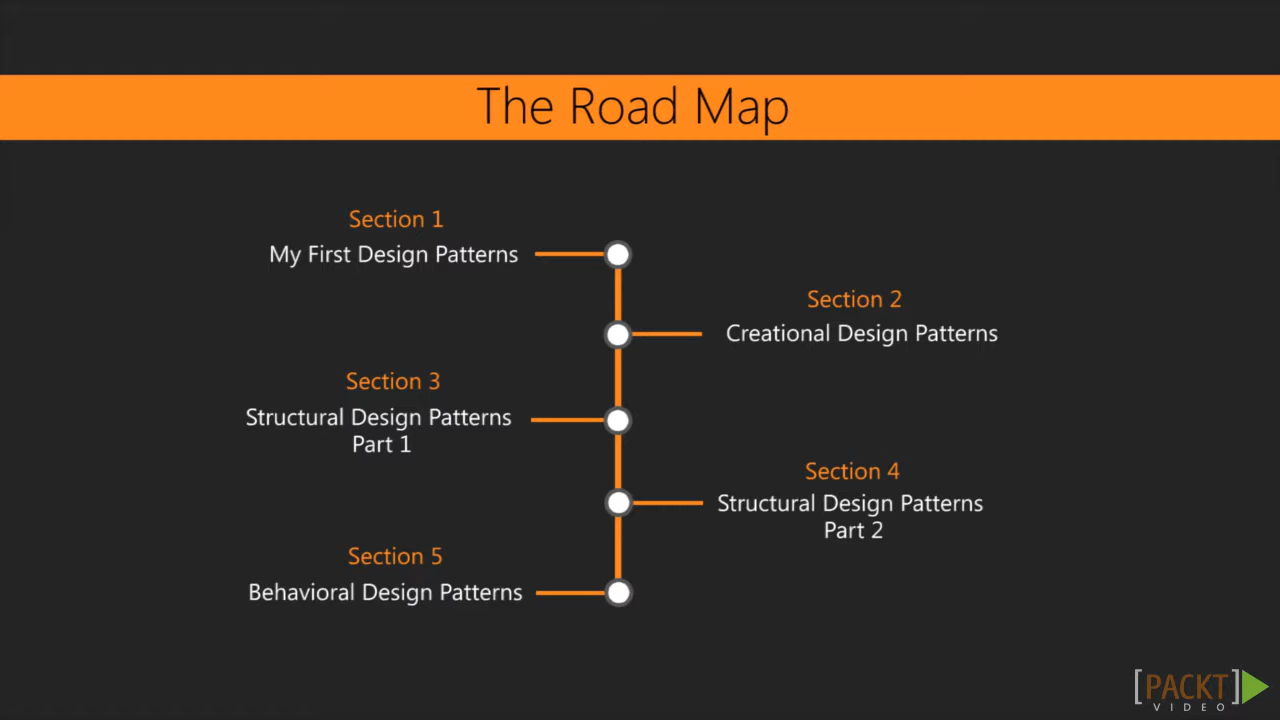 The Road Map
Section 1
My First Design Patterns
Section 2
Creational Design Patterns
Section 3
Structural Design Patterns
Part 1
Section 4
Structural Design Patterns
Part 2
Section 5
Behavioral Design Patterns
[PACKT]
VIDEO